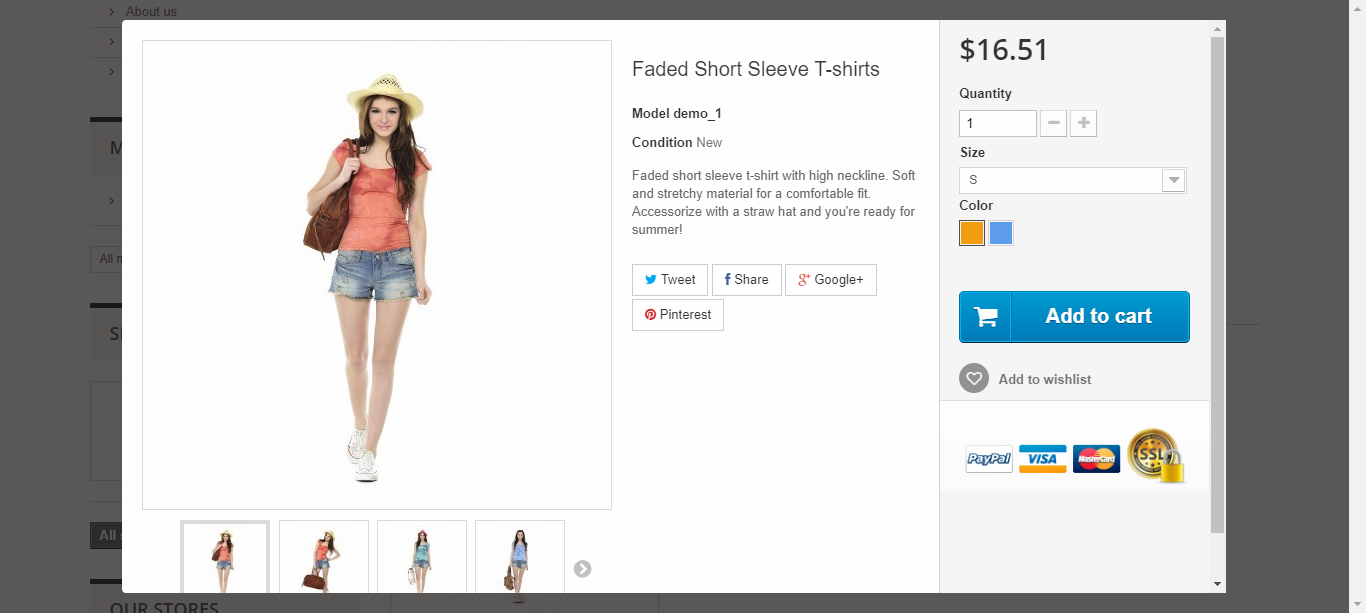 About us
$16.51
Faded Short Sleeve T-shirts
Quantity
Model demo_1
1
Condition New
Size
Faded short sleeve t-shirt with high neckline. Soft
and stretchy material for a comfortable fit.
Accessorize with a straw hat and you're ready for
summer!
S
Color
Tweet
Share
Google+
Pinterest
Add to cart
Add to wishlist
PayPal
VISA
MasterCard
SSL
All
OUR STORES